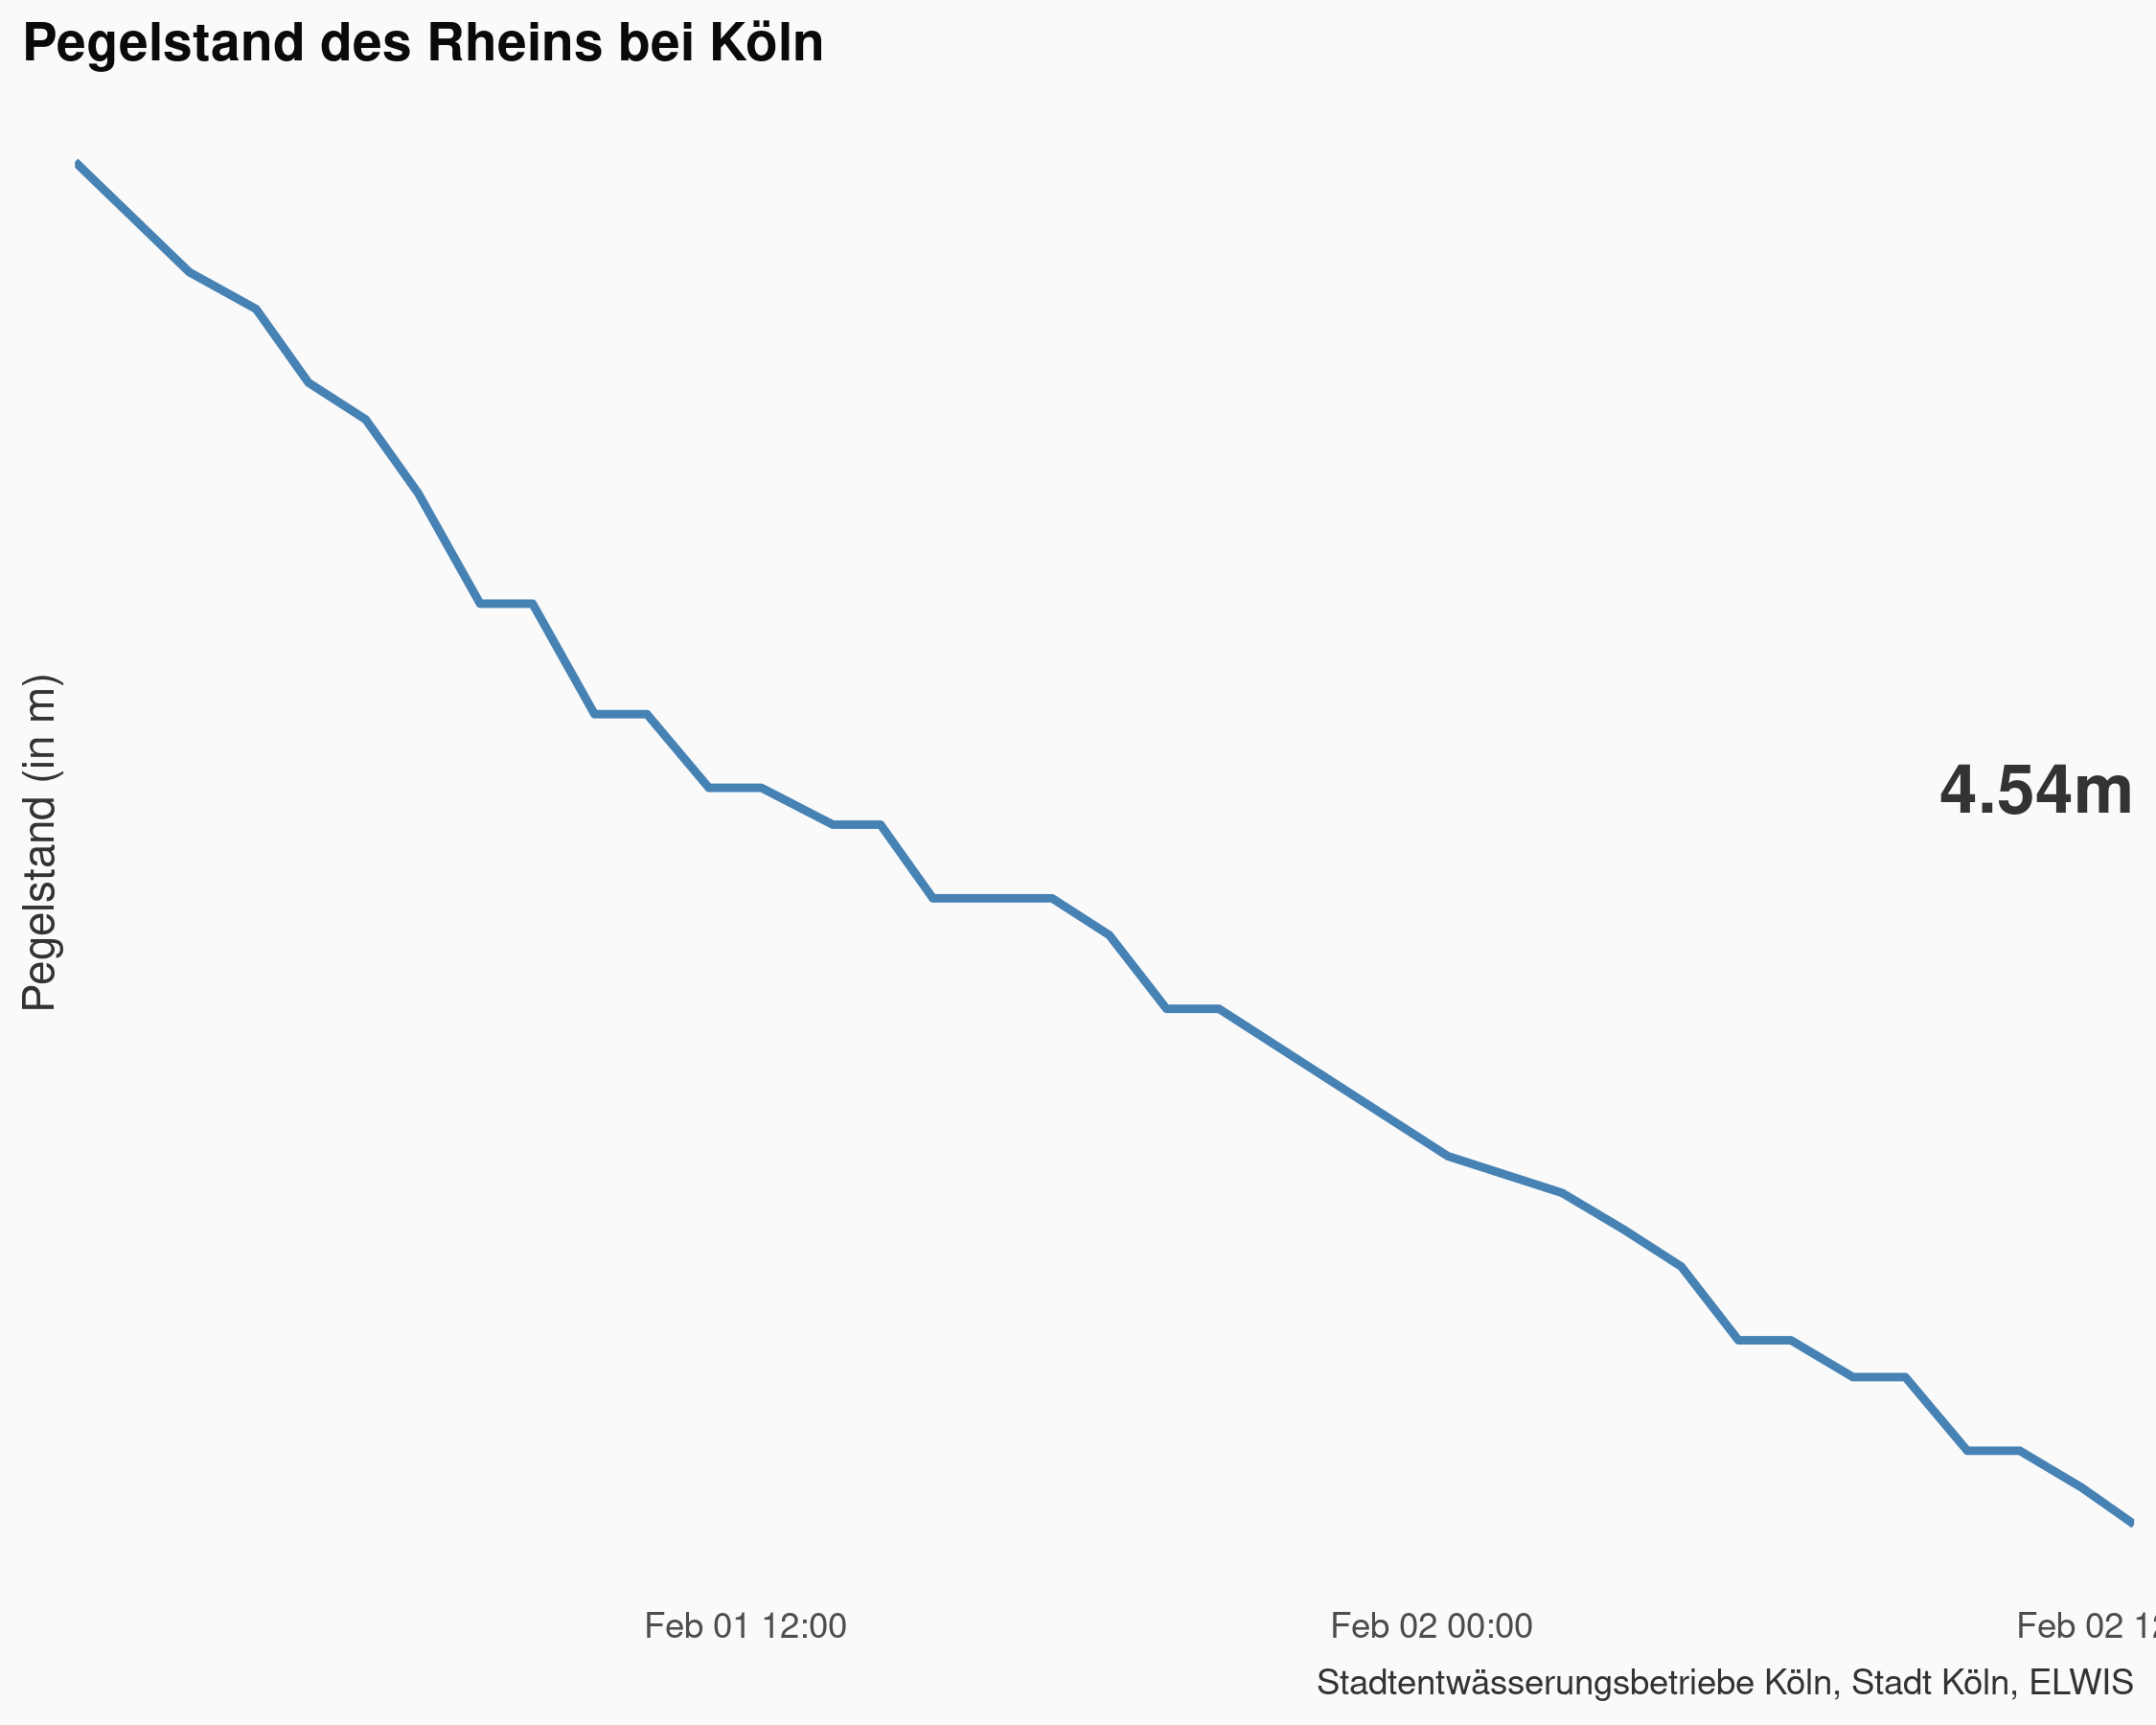 Pegelstand des Rheins bei Köln
Pegelstand (in m)
4.54m
Feb 01 12:00
Feb 02 00:00
Feb 02 12
Stadtentwässerungsbetriebe Köln, Stadt Köln, ELWIS